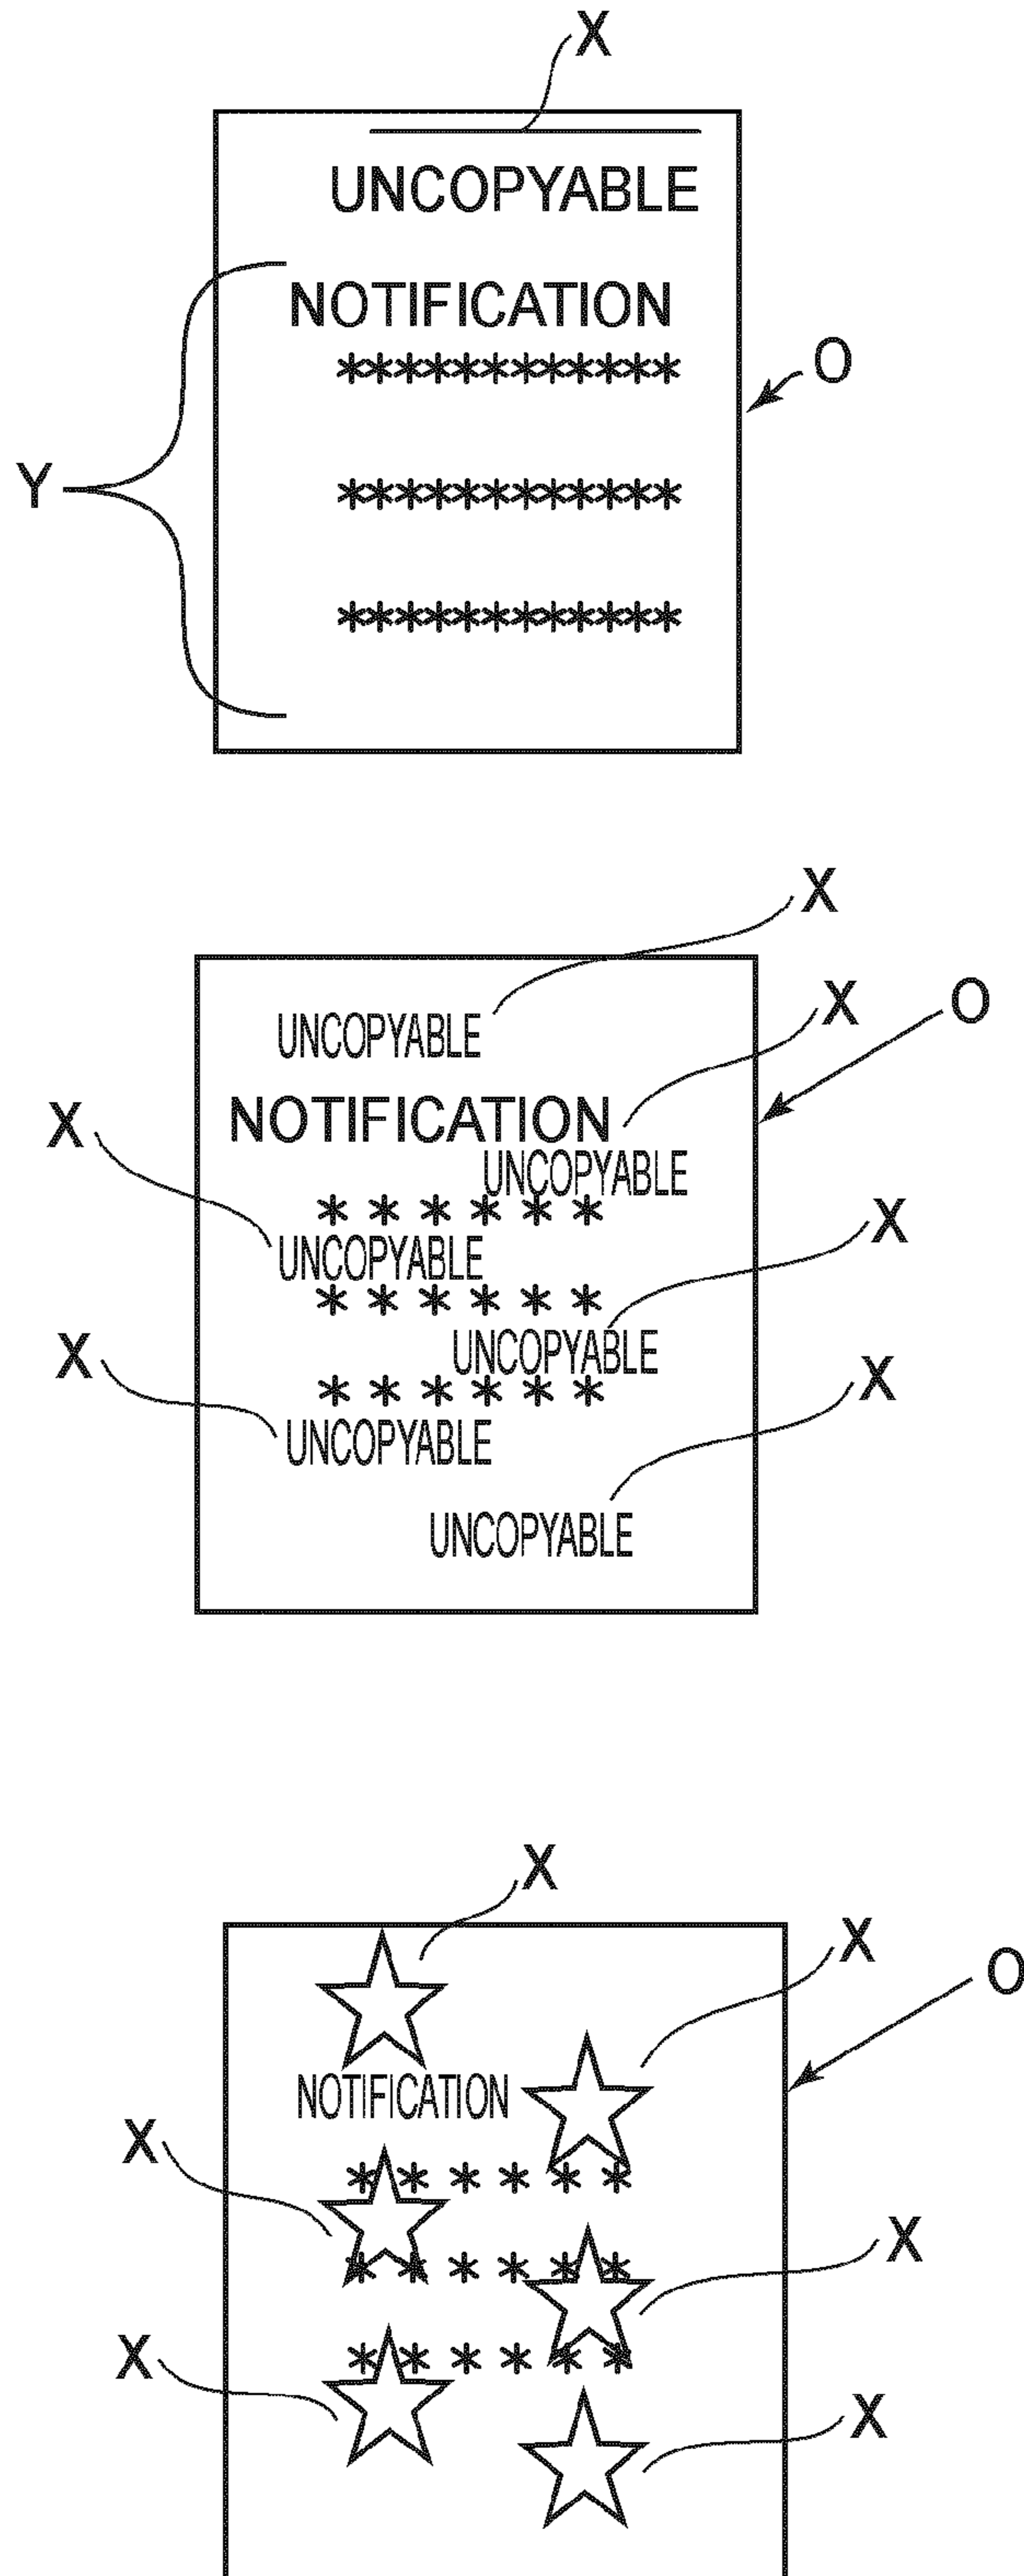 X
UNCOPYABLE
NOTIFICATION
O
************
Y
************
************
X
X
O
UNCOPYABLE
X
NOTIFICATION
UNCOPYABLE
* * * * * *
X
UNCOPYABLE
* * * * * *
X
UNCOPYABLE
X
* * * * * *
UNCOPYABLE
UNCOPYABLE
X
X
O
NOTIFICATION
X
* * * * * *
X
* * * * * *
X
* * * * * *
X